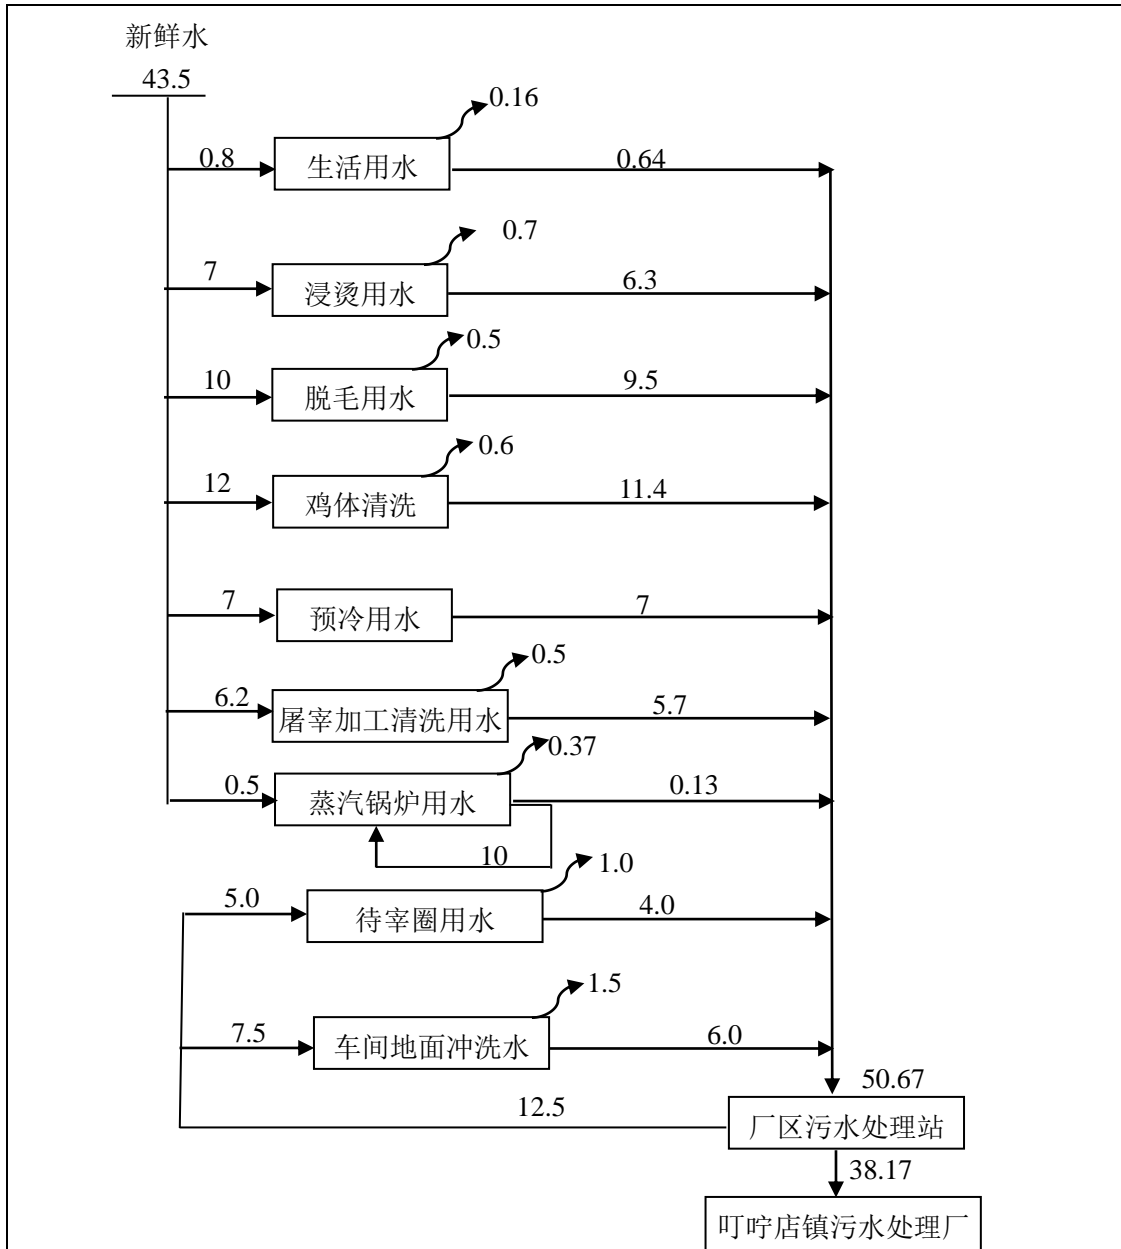 新鲜水
43.5
0.16
0.8
生活用水
0.64
0.7
7
浸烫用水
6.3
0.5
10
脱毛用水
9.5
0.6
12
鸡体清洗
11.4
7
预冷用水
7
0.5
6.2
屠宰加工清洗用水
5.7
0.37
0.5
蒸汽锅炉用水
0.13
10
1.0
5.0
待宰圈用水
4.0
1.5
7.5
车间地面冲洗水
6.0
50.67
12.5
厂区污水处理站
38.17
叮咛店镇污水处理厂